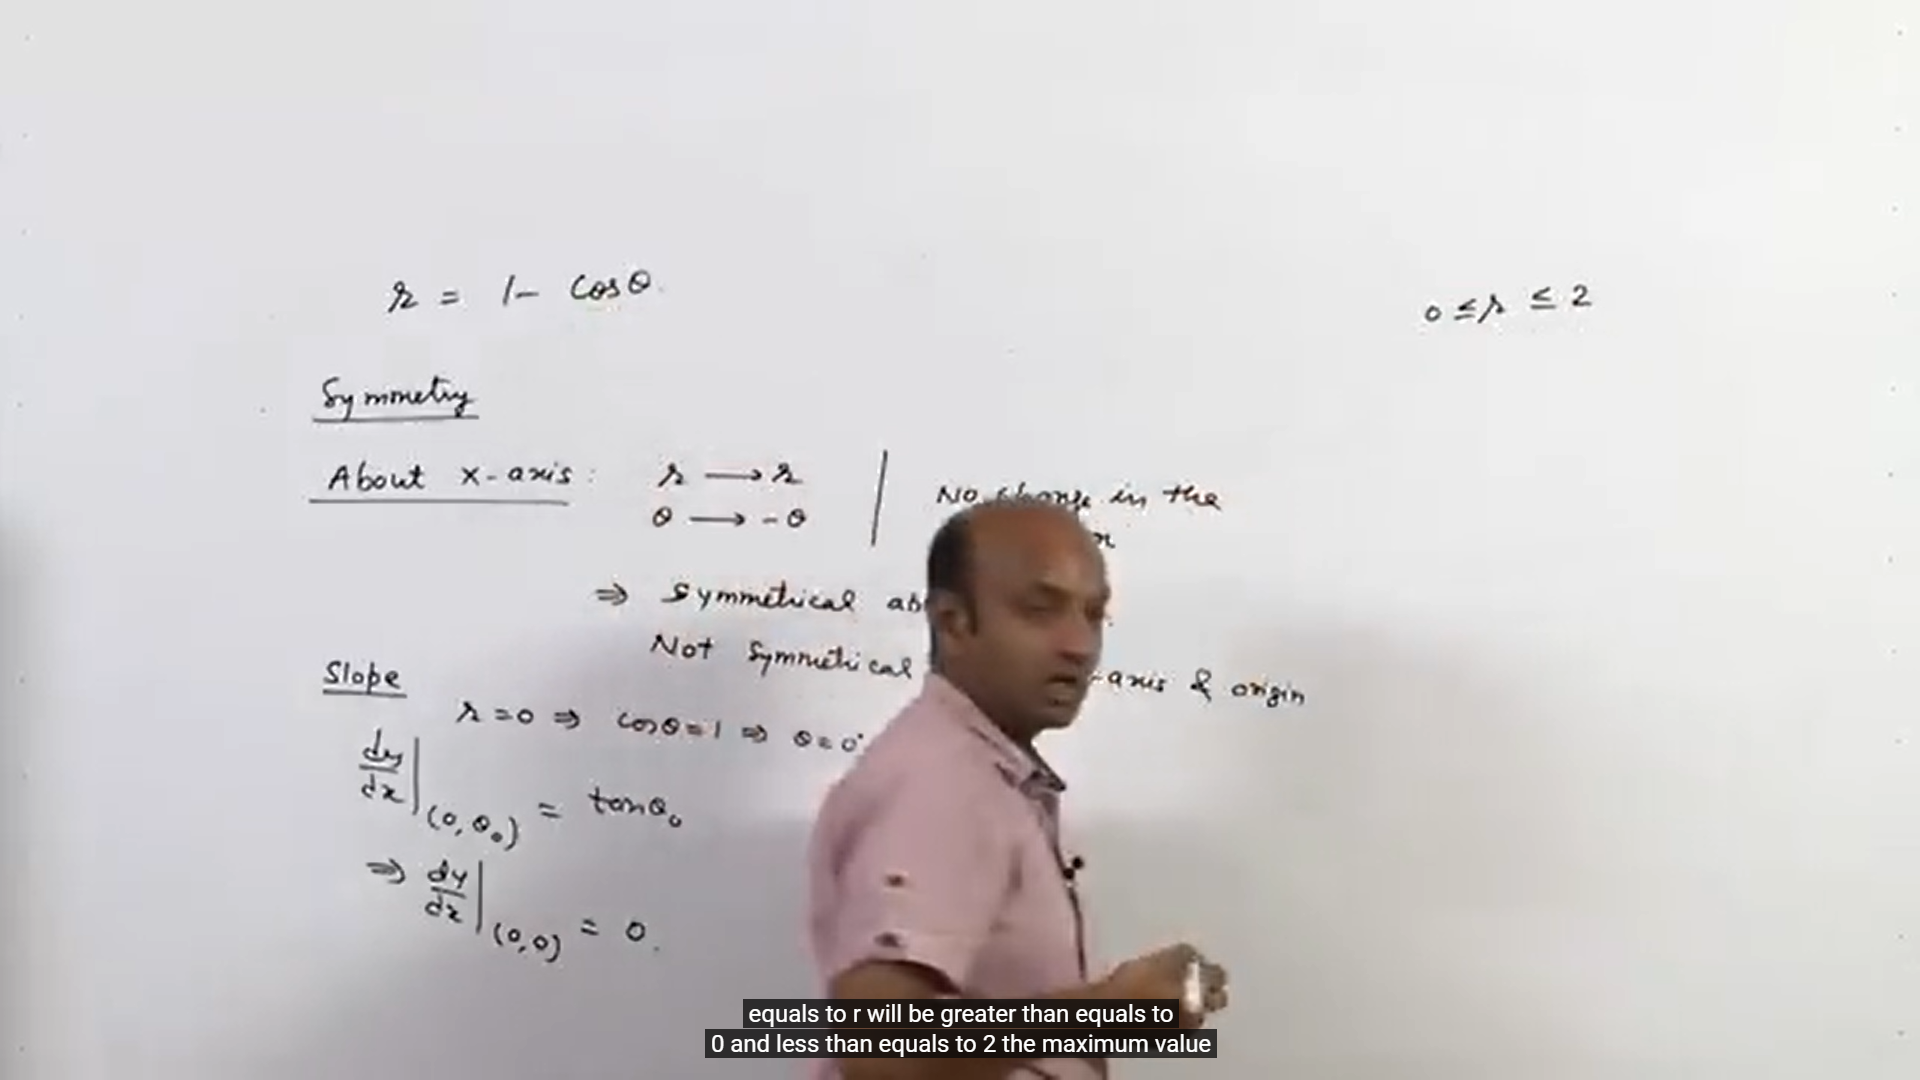 r = 1 - cosθ.
0 ≤ r ≤ 2
Symmetry
About x-axis: r → r
θ → -θ
No change in the
⇒ Symmetrical
Not Symmetrical axis & origin
Slope
r = 0 ⇒ cosθ = 1 ⇒ θ = 0
dy/dx |(0, θ₀) = tanθ₀
⇒ dy/dx |(0,0) = 0.
equals to r will be greater than equals to
0 and less than equals to 2 the maximum value